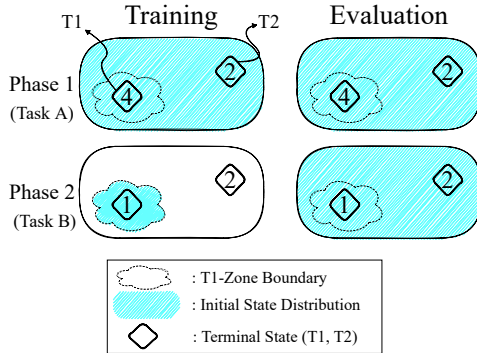 Training
Evaluation
T1
T2
Phase 1
(Task A)
4
2
4
2
Phase 2
(Task B)
1
2
1
2
: T1-Zone Boundary
: Initial State Distribution
: Terminal State (T1, T2)